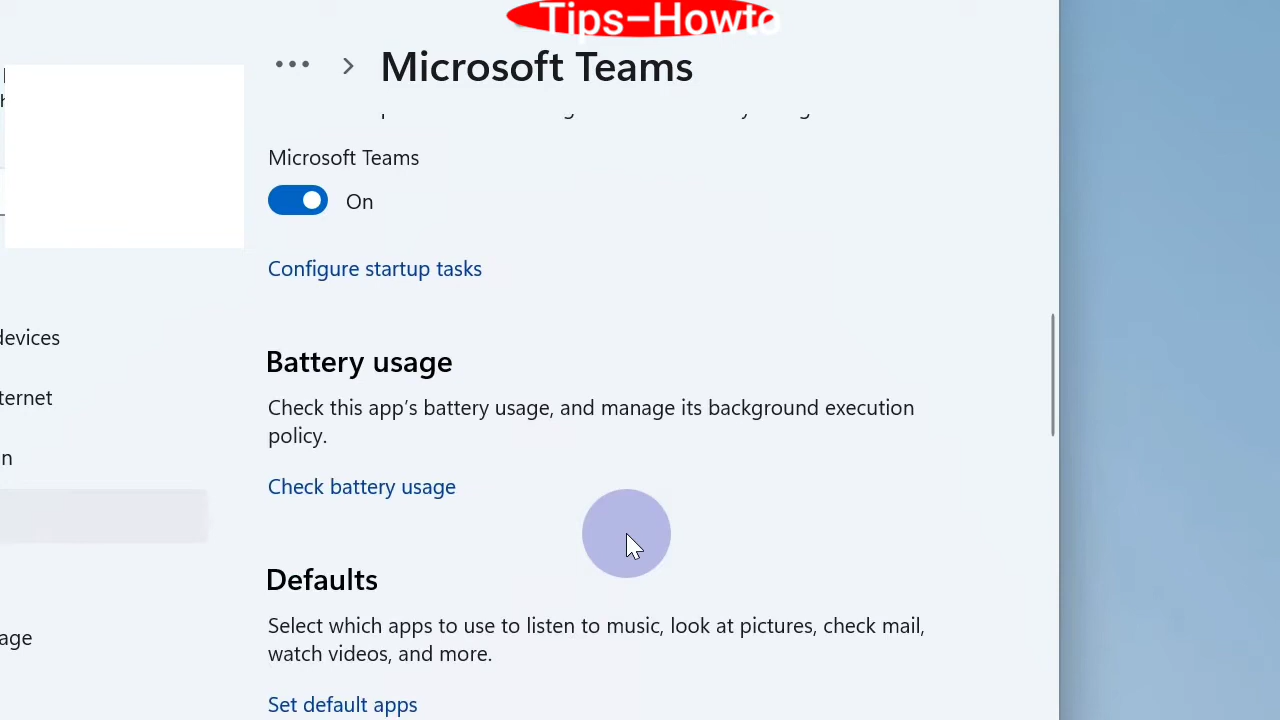 Tips-Howto
Microsoft Teams
Microsoft Teams
On
Configure startup tasks
devices
Battery usage
ternet
Check this app's battery usage, and manage its background execution
policy.
n
Check battery usage
Defaults
Select which apps to use to listen to music, look at pictures, check mail,
age
watch videos, and more.
Set default apps